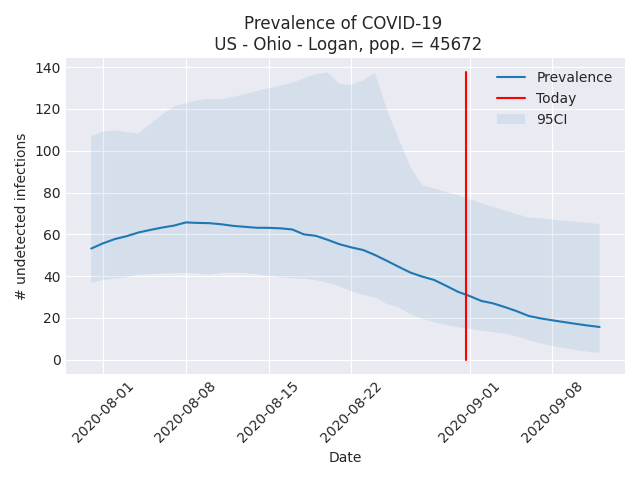 Prevalence of COVID-19
US - Ohio - Logan, pop. = 45672
140
120
100
80
60
40
20
0
# undetected infections
Prevalence
Today
95CI
2020-08-01
2020-08-08
2020-08-15
2020-08-22
2020-09-01
2020-09-08
Date